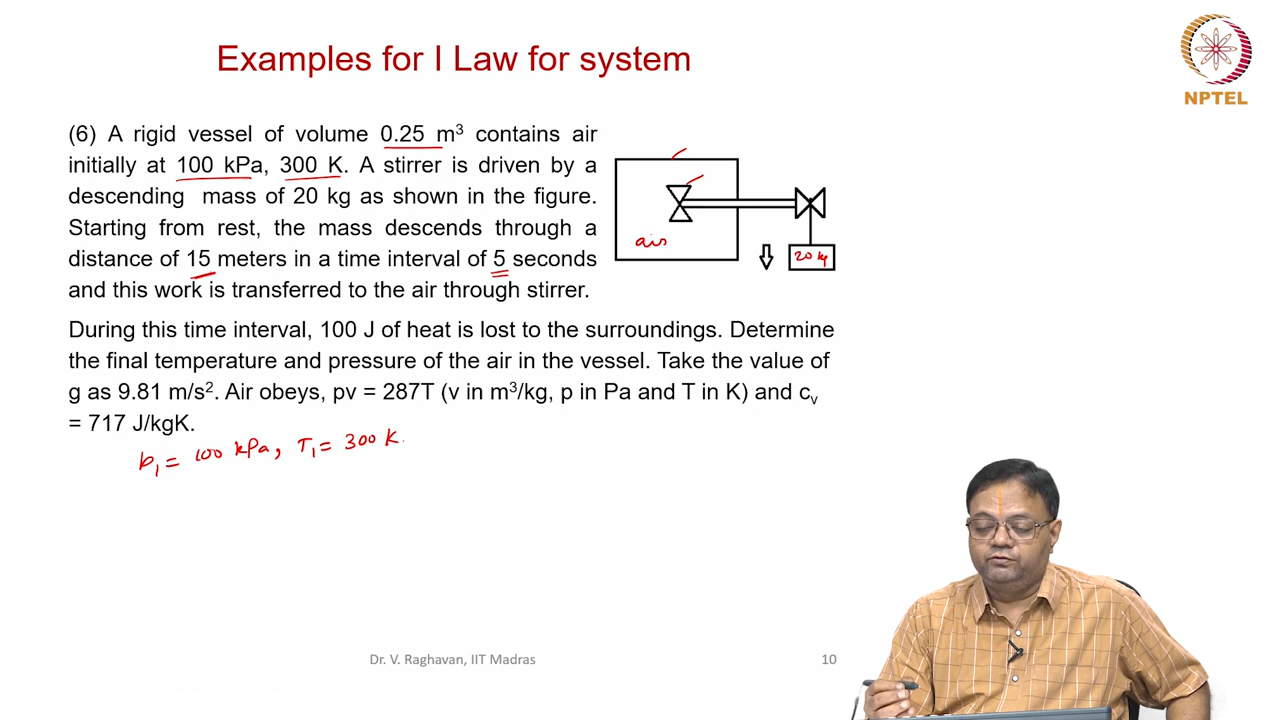 Examples for I Law for system
NPTEL
(6) A rigid vessel of volume 0.25 m³ contains air
initially at 100 kPa, 300 K. A stirrer is driven by a
descending mass of 20 kg as shown in the figure.
Starting from rest, the mass descends through a
distance of 15 meters in a time interval of 5 seconds
and this work is transferred to the air through stirrer.
air
20 kg
During this time interval, 100 J of heat is lost to the surroundings. Determine
the final temperature and pressure of the air in the vessel. Take the value of
g as 9.81 m/s². Air obeys, pv = 287T (v in m³/kg, p in Pa and T in K) and cᵥ
= 717 J/kgK.
p₁ = 100 kPa, T₁ = 300 K.
Dr. V. Raghavan, IIT Madras
10